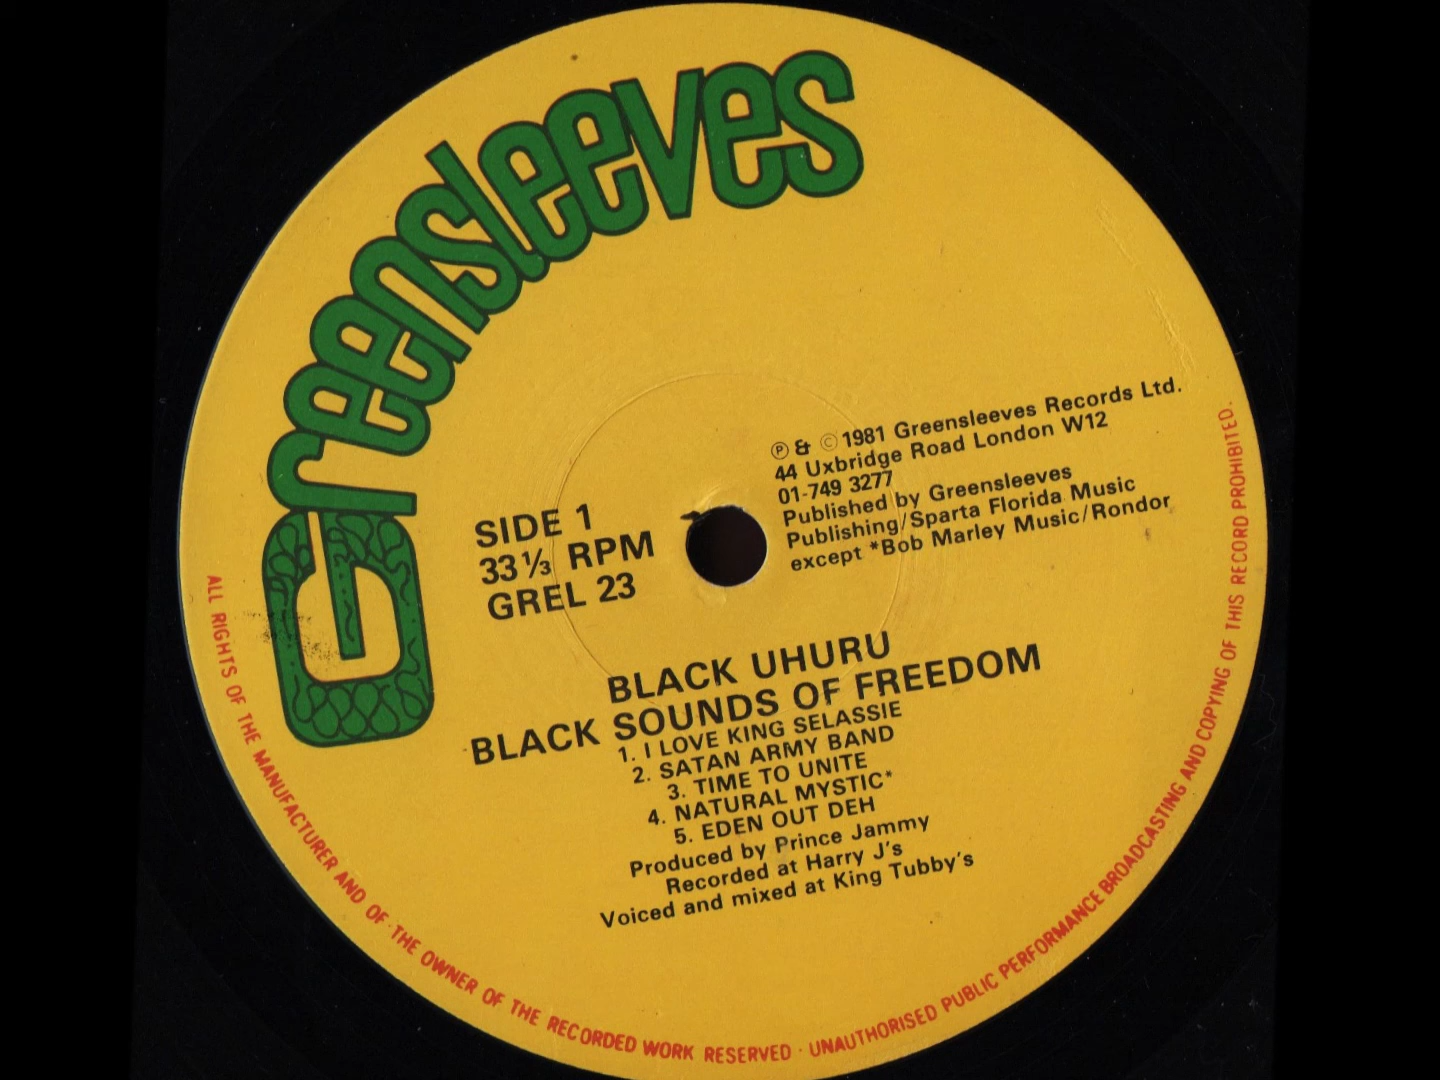 Greensleeves
℗ & © 1981 Greensleeves Records Ltd.
44 Uxbridge Road London W12
01-749 3277
Published by Greensleeves
Publishing/Sparta Florida Music
except *Bob Marley Music/Rondor
SIDE 1
33⅓ RPM
GREL 23
BLACK UHURU
BLACK SOUNDS OF FREEDOM
1. I LOVE KING SELASSIE
2. SATAN ARMY BAND
3. TIME TO UNITE
4. NATURAL MYSTIC*
5. EDEN OUT DEH
Produced by Prince Jammy
Recorded at Harry J's
Voiced and mixed at King Tubby's
ALL RIGHTS OF THE MANUFACTURER AND OF THE OWNER OF THE RECORDED WORK RESERVED · UNAUTHORISED PUBLIC PERFORMANCE BROADCASTING AND COPYING OF THIS RECORD PROHIBITED.